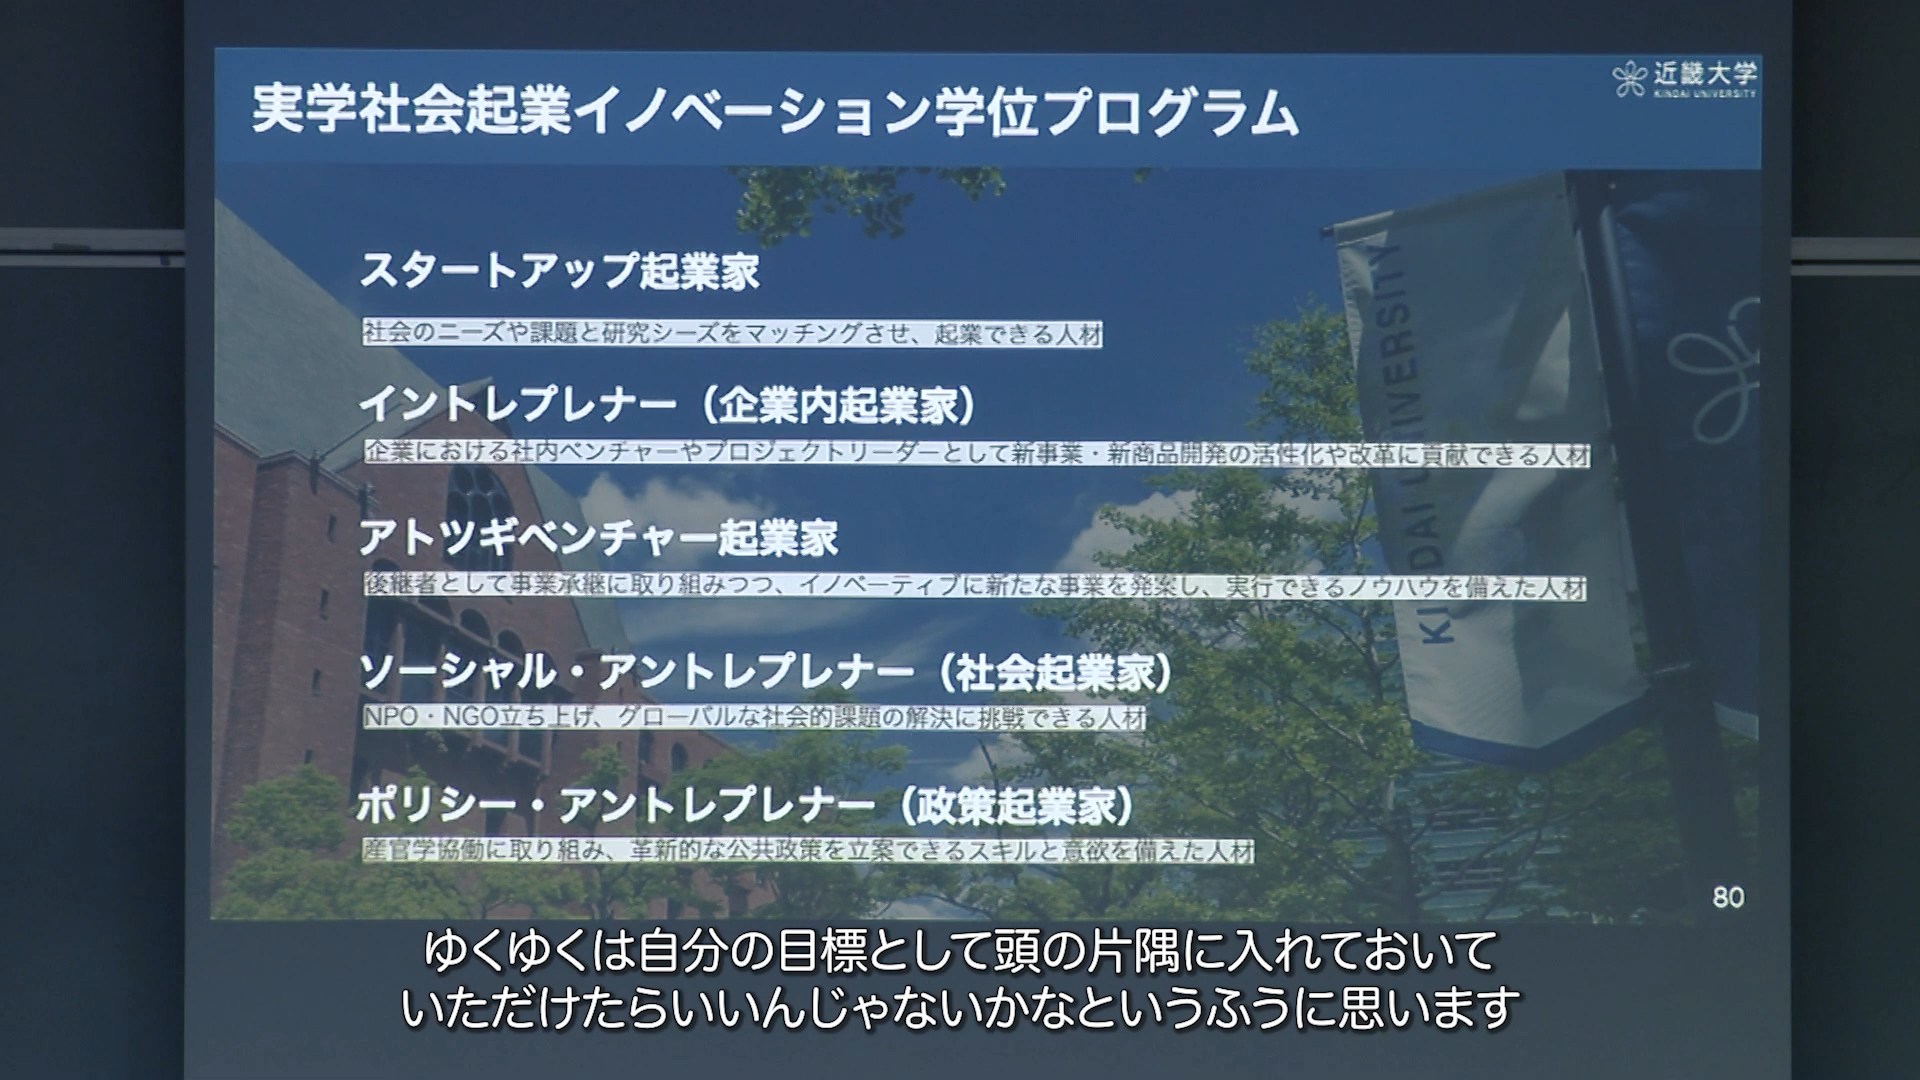 実学社会起業イノベーション学位プログラム
近畿大学
KINDAI UNIVERSITY
スタートアップ起業家
社会のニーズや課題と研究シーズをマッチングさせ、起業できる人材
イントレプレナー（企業内起業家）
企業における社内ベンチャーやプロジェクトリーダーとして新事業・新商品開発の活性化や改革に貢献できる人材
アトツギベンチャー起業家
後継者として事業承継に取り組みつつ、イノベーティブに新たな事業を発案し、実行できるノウハウを備えた人材
ソーシャル・アントレプレナー（社会起業家）
NPO・NGO立ち上げ、グローバルな社会的課題の解決に挑戦できる人材
ポリシー・アントレプレナー（政策起業家）
産官学協働に取り組み、革新的な公共政策を立案できるスキルと意欲を備えた人材
KINDAI UNIVERSITY
80
ゆくゆくは自分の目標として頭の片隅に入れておいて
いただけたらいいんじゃないかなというふうに思います